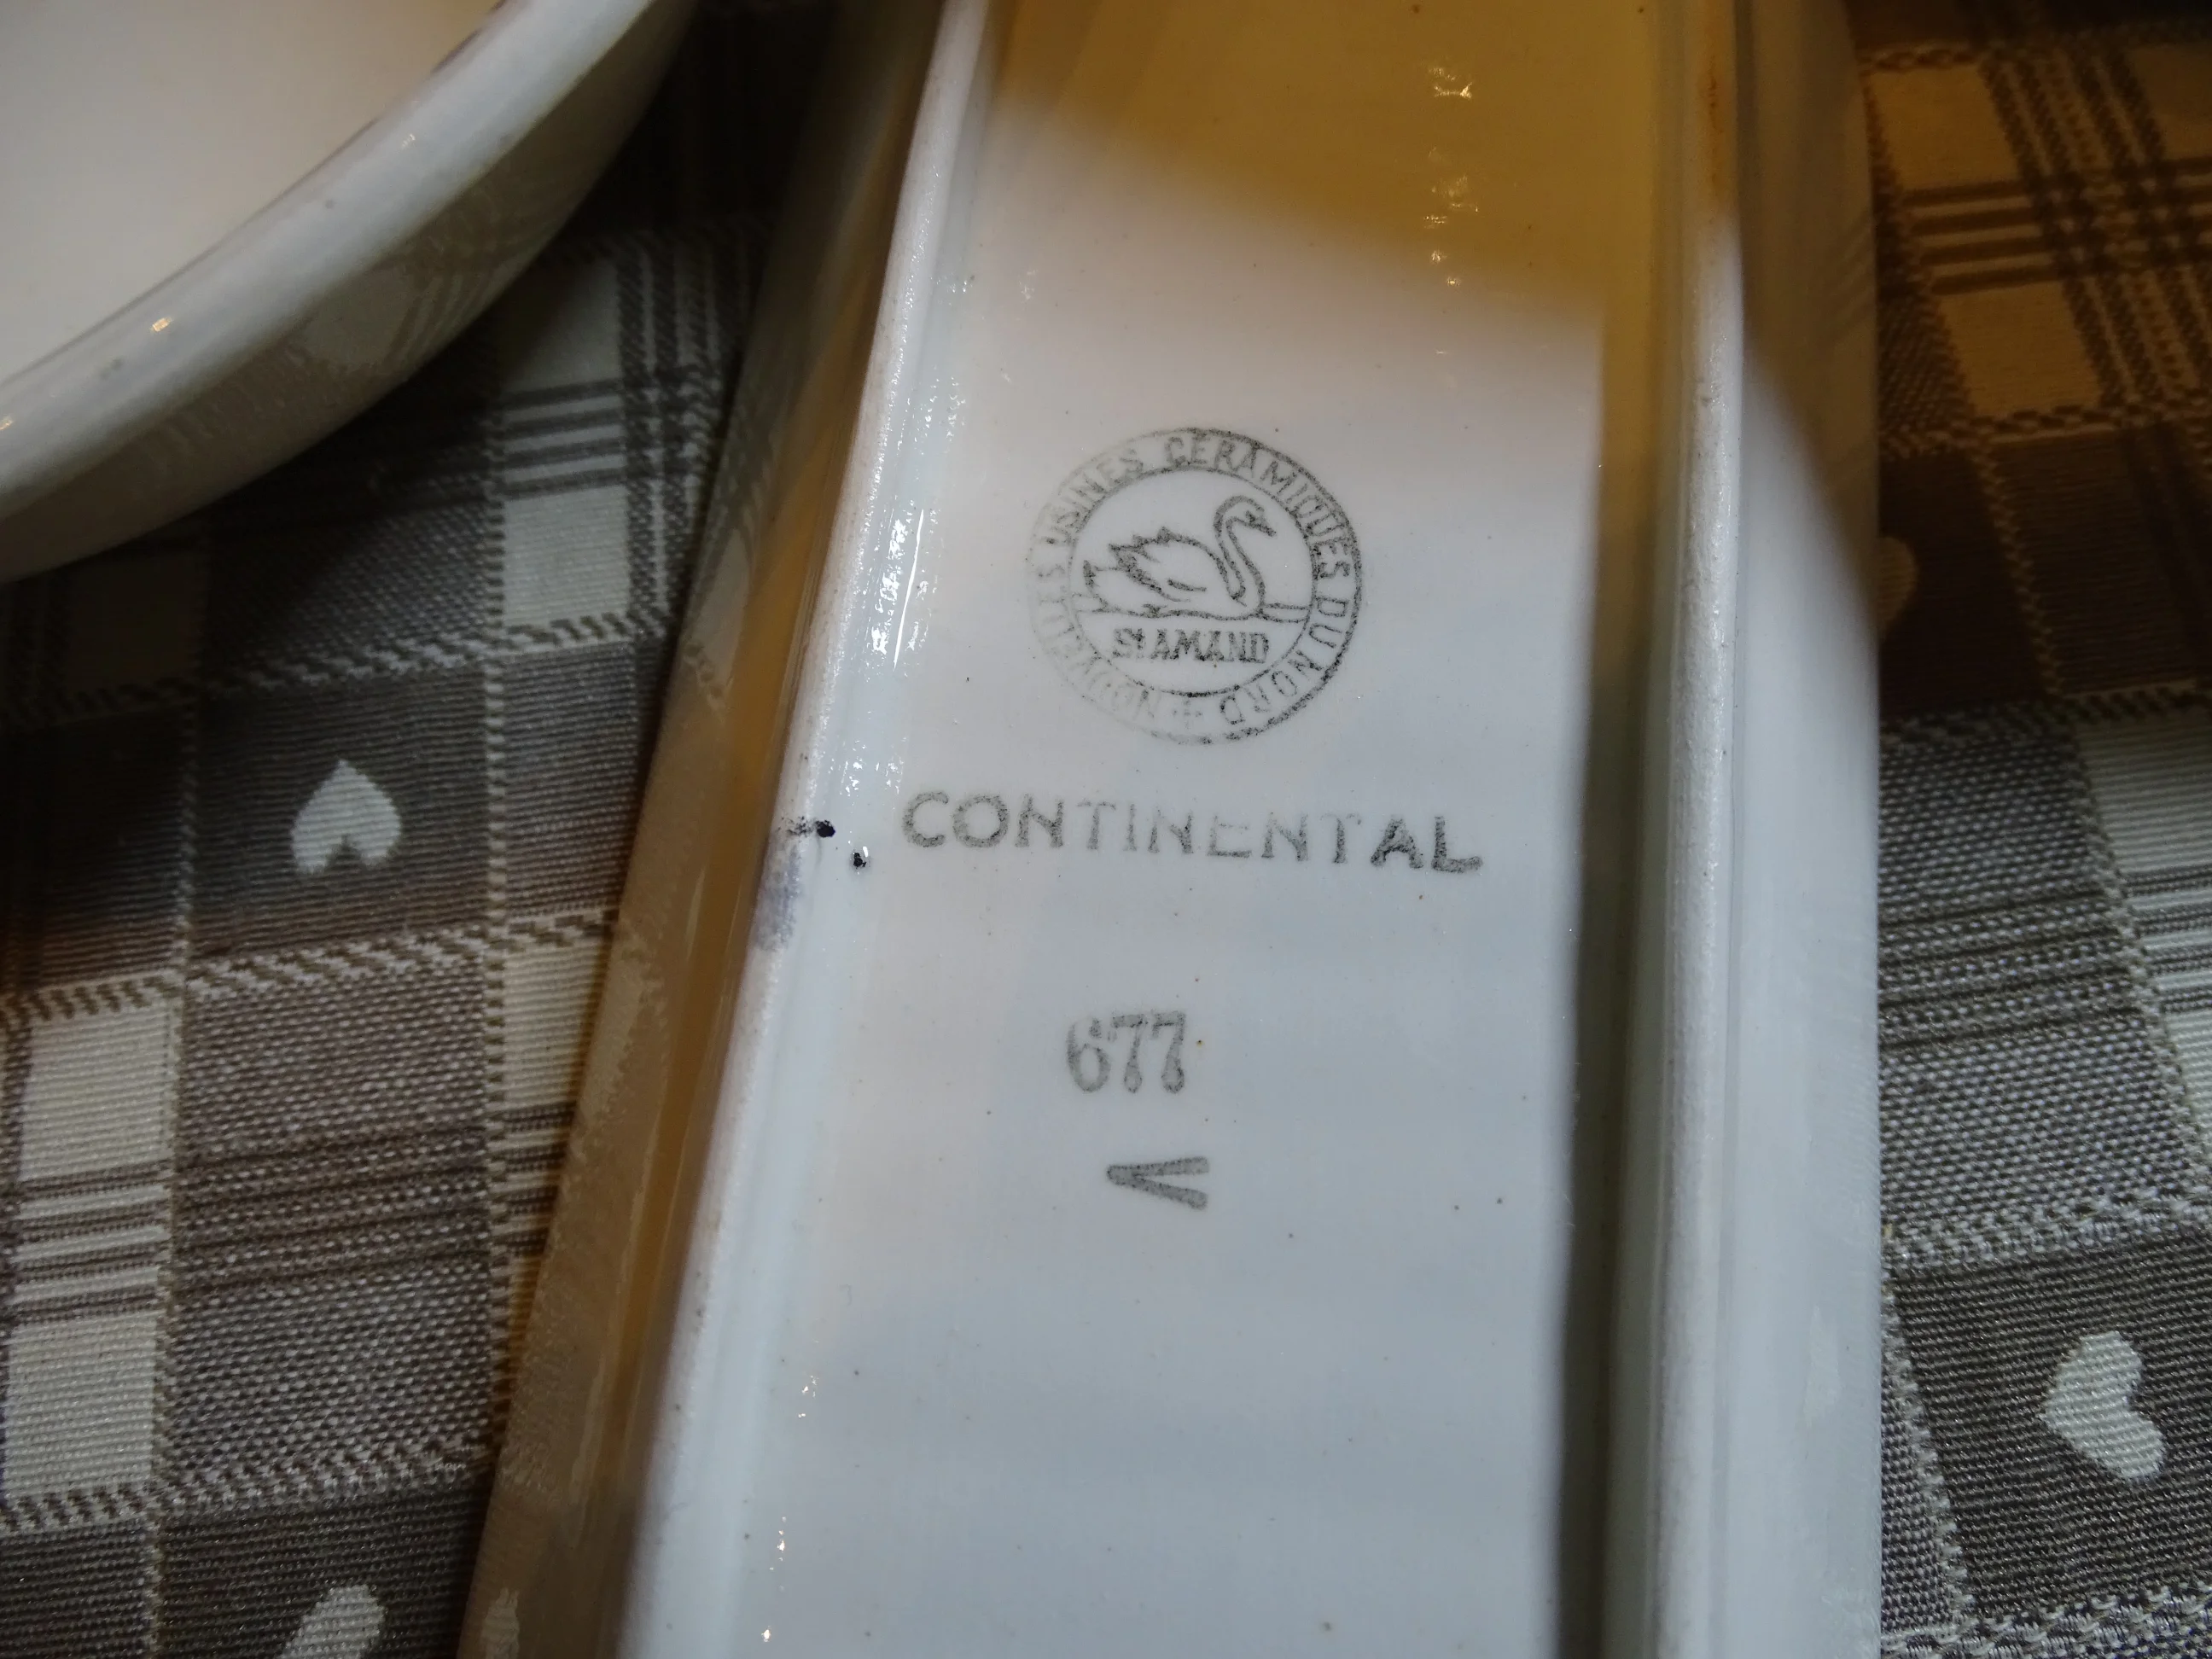 NOUVELLES USINES CERAMIQUES DU NORD +
St AMAND
CONTINENTAL
677
V